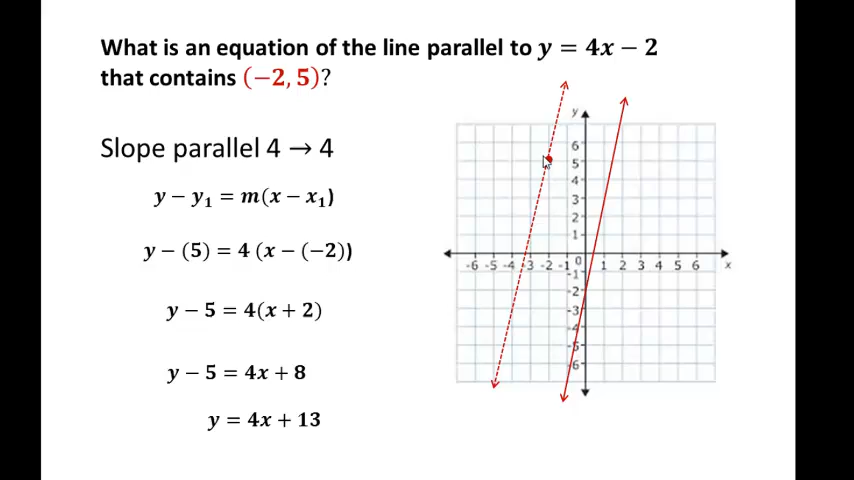 What is an equation of the line parallel to 𝒚 = 𝟒𝒙 − 𝟐
that contains (−𝟐, 𝟓)?
Slope parallel 4 → 4
𝒚 − 𝒚₁ = 𝒎(𝒙 − 𝒙₁)
𝒚 − (𝟓) = 𝟒 (𝒙 − (−𝟐))
𝒚 − 𝟓 = 𝟒(𝒙 + 𝟐)
𝒚 − 𝟓 = 𝟒𝒙 + 𝟖
𝒚 = 𝟒𝒙 + 𝟏𝟑
y
6
5
4
3
2
1
-6 -5 -4 -3 -2 -1 0 1 2 3 4 5 6 x
-1
-2
-3
-4
-5
-6